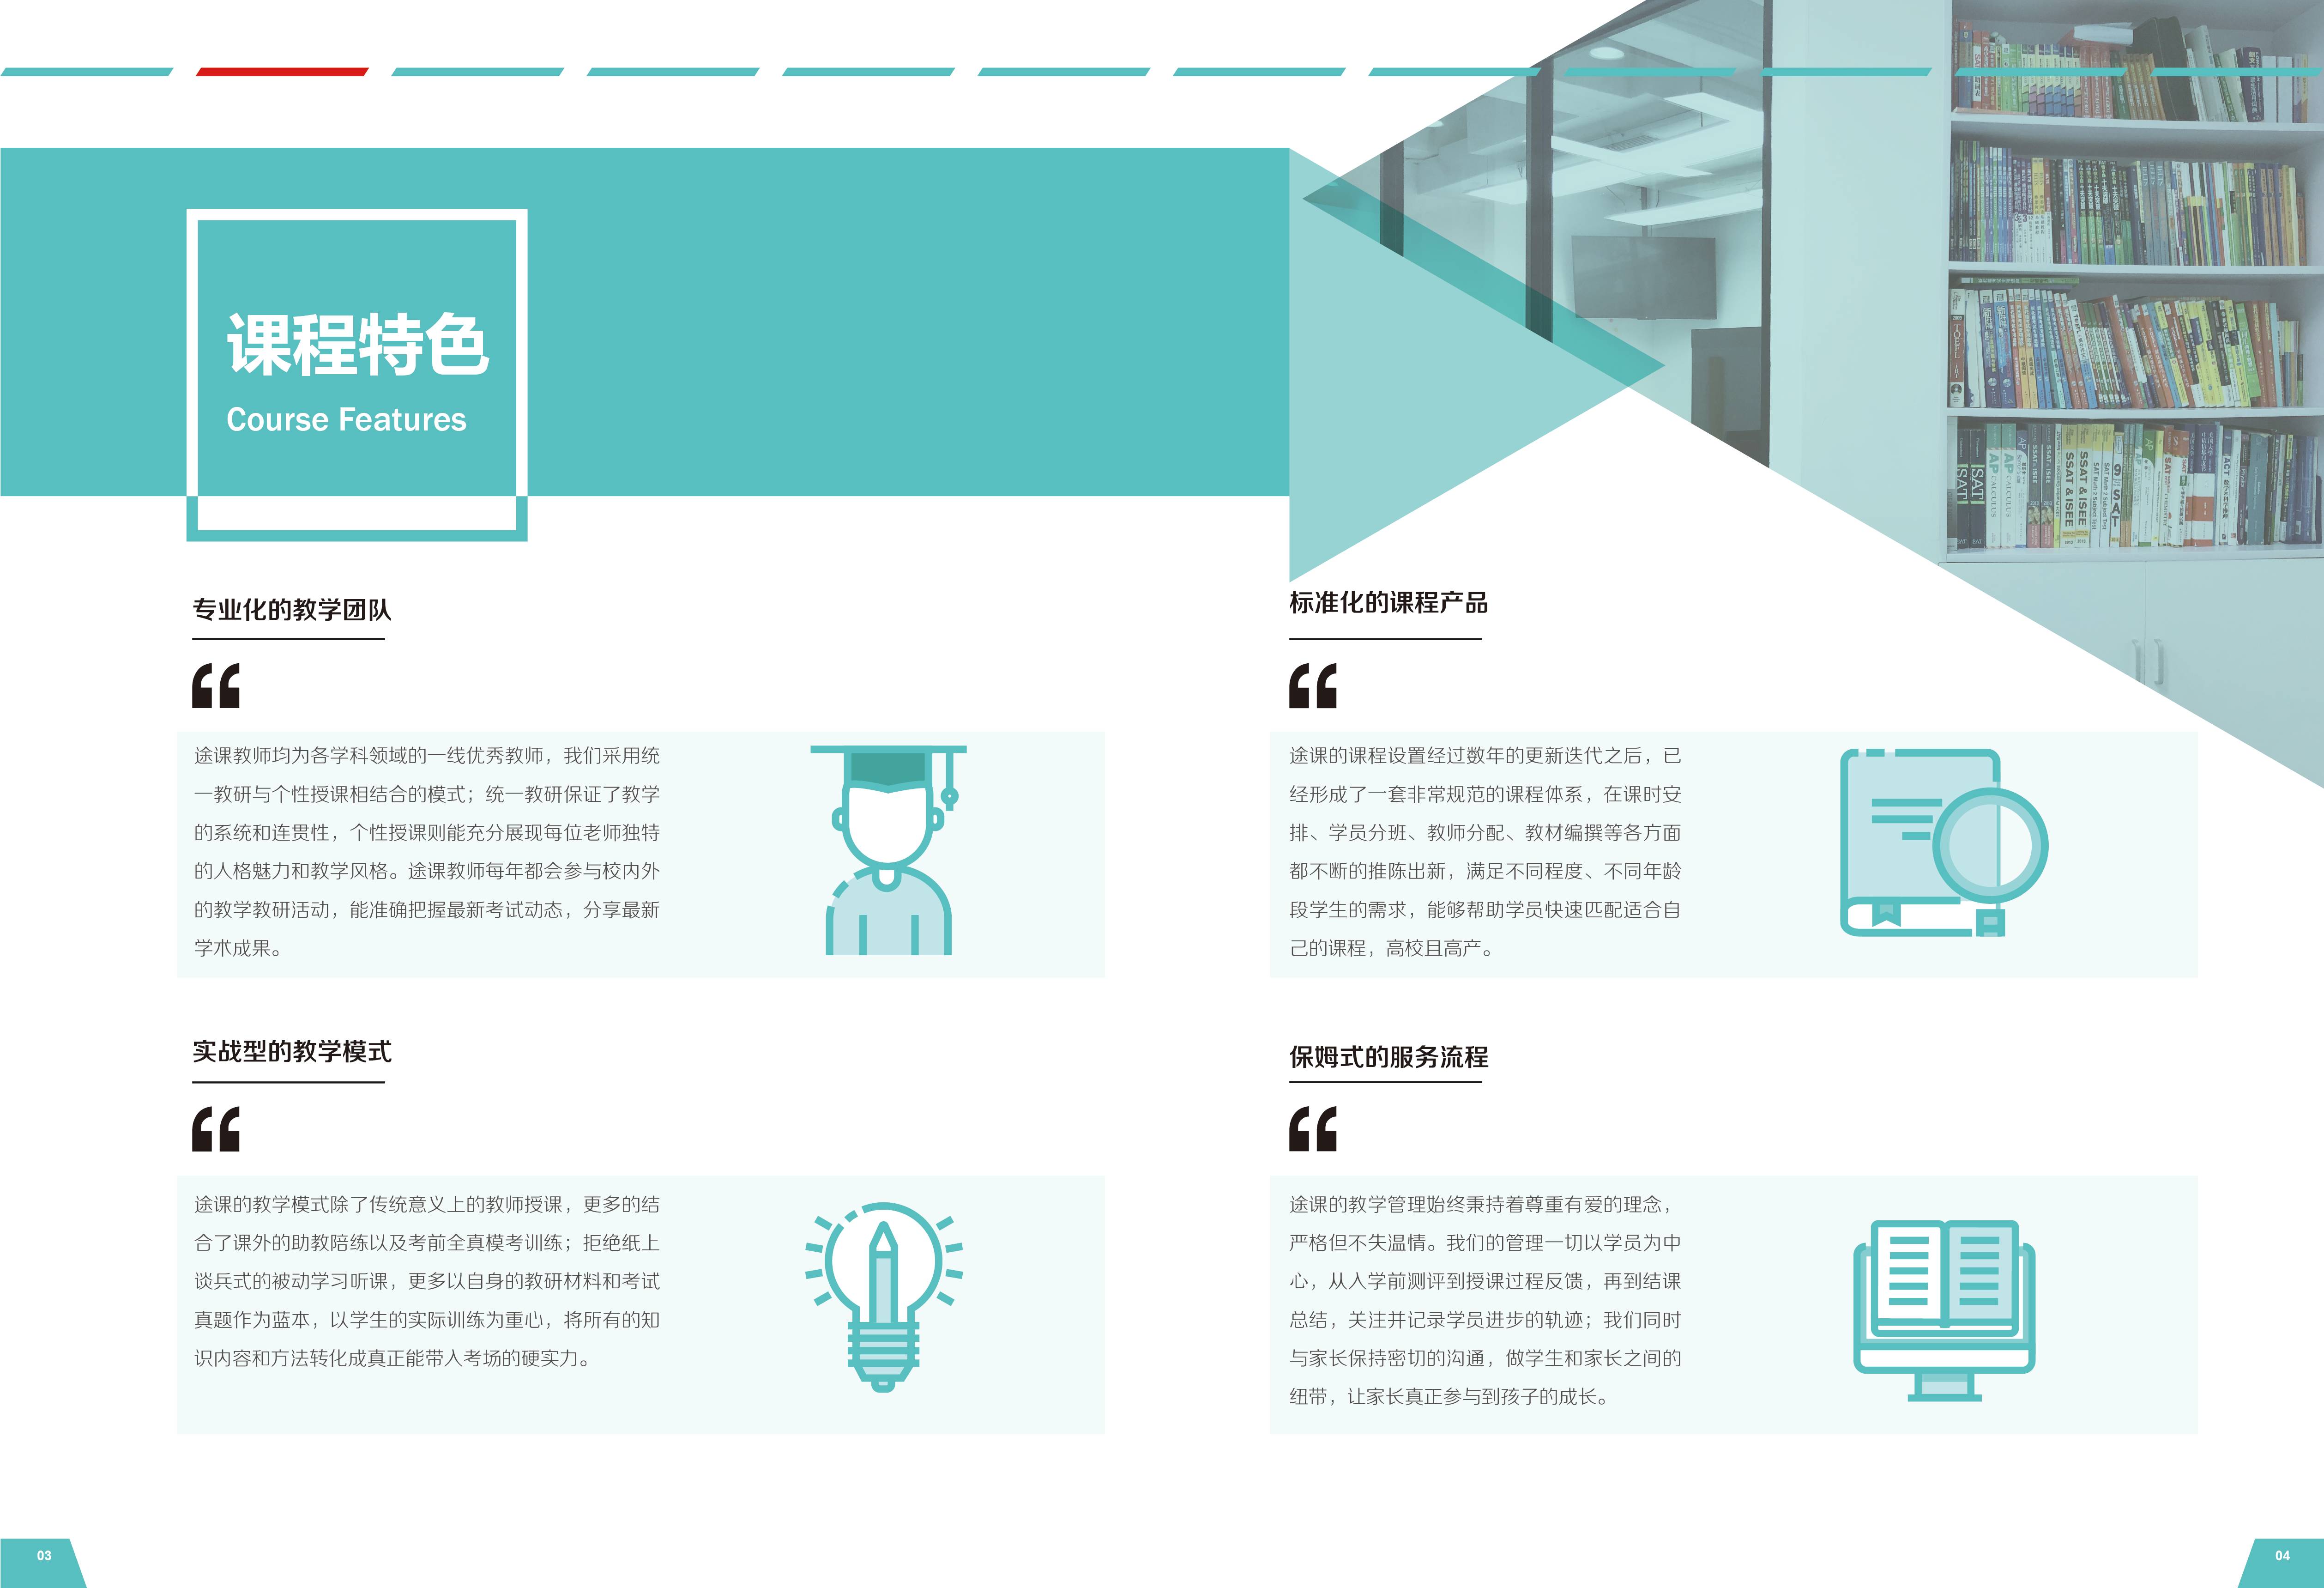 课程特色
Course Features
专业化的教学团队
途课教师均为各学科领域的一线优秀教师，我们采用统
一教研与个性授课相结合的模式；统一教研保证了教学
的系统和连贯性，个性授课则能充分展现每位老师独特
的人格魅力和教学风格。途课教师每年都会参与校内外
的教学教研活动，能准确把握最新考试动态，分享最新
学术成果。
实战型的教学模式
途课的教学模式除了传统意义上的教师授课，更多的结
合了课外的助教陪练以及考前全真模考训练；拒绝纸上
谈兵式的被动学习听课，更多以自身的教研材料和考试
真题作为蓝本，以学生的实际训练为重心，将所有的知
识内容和方法转化成真正能带入考场的硬实力。
03
标准化的课程产品
途课的课程设置经过数年的更新迭代之后，已
经形成了一套非常规范的课程体系，在课时安
排、学员分班、教师分配、教材编撰等各方面
都不断的推陈出新，满足不同程度、不同年龄
段学生的需求，能够帮助学员快速匹配适合自
己的课程，高校且高产。
保姆式的服务流程
途课的教学管理始终秉持着尊重有爱的理念，
严格但不失温情。我们的管理一切以学员为中
心，从入学前测评到授课过程反馈，再到结课
总结，关注并记录学员进步的轨迹；我们同时
与家长保持密切的沟通，做学生和家长之间的
纽带，让家长真正参与到孩子的成长。
04
TOEFL
SAT
SAT
AP CALCULUS
AP CALCULUS
SSAT & ISEE
SSAT & ISEE
SAT
ACT